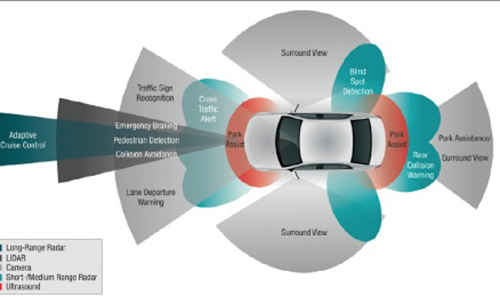 Surround View
Blind
Spot
Detection
Traffic Sign
Recognition
Cross
Traffic
Alert
Adaptive
Cruise Control
Emergency Braking
Pedestrian Detection
Collision Avoidance
Park
Assist
Park
Assist
Park Assistance/
Surround View
Rear
Collision
Warning
Lane Departure
Warning
Surround View
Long-Range Radar
LIDAR
Camera
Short-/Medium Range Radar
Ultrasound